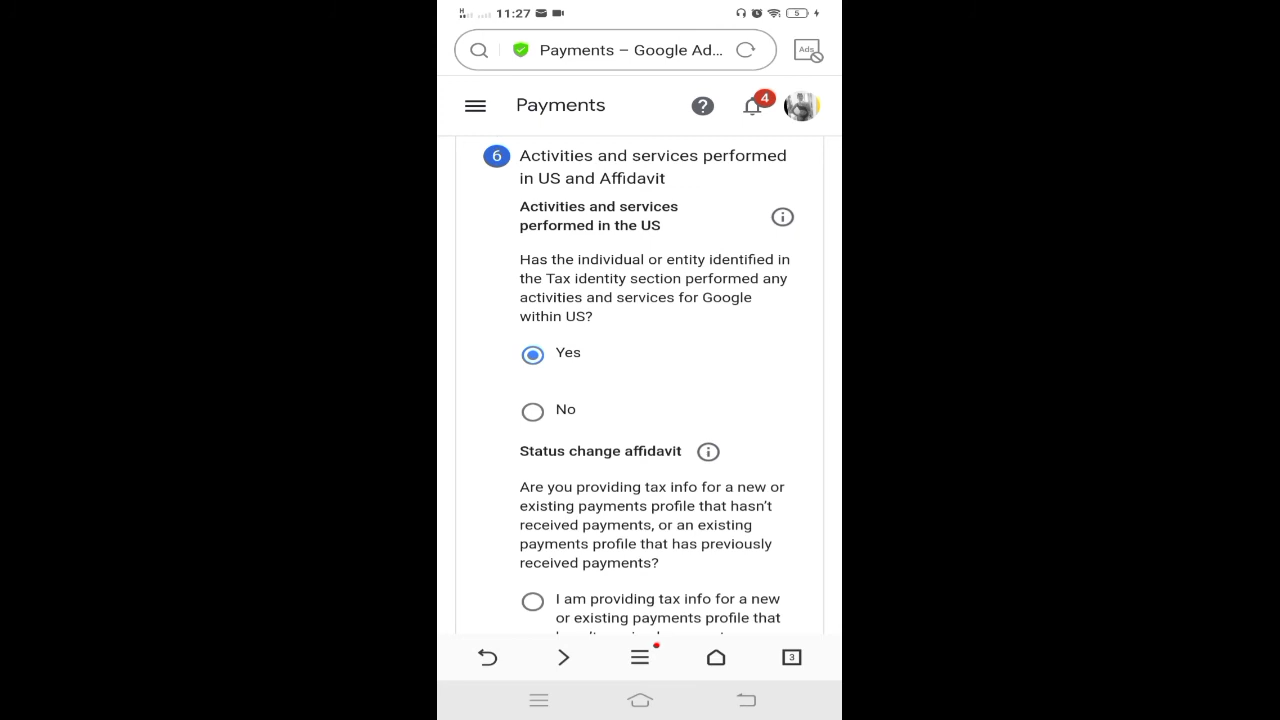 H
11:27
5
Payments – Google Ad...
Ads
Payments
4
6 Activities and services performed
in US and Affidavit
Activities and services
performed in the US
Has the individual or entity identified in
the Tax identity section performed any
activities and services for Google
within US?
Yes
No
Status change affidavit
Are you providing tax info for a new or
existing payments profile that hasn't
received payments, or an existing
payments profile that has previously
received payments?
I am providing tax info for a new
or existing payments profile that
3